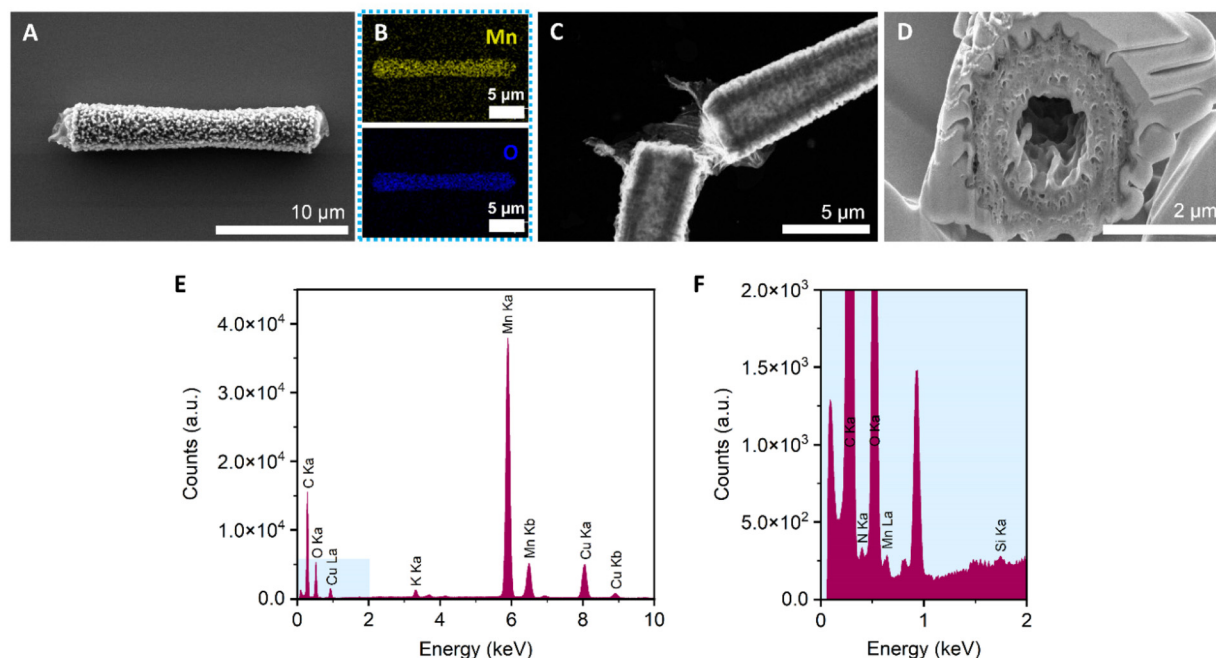 A
10 µm
B
Mn
5 µm
O
5 µm
C
5 µm
D
2 µm
E
Counts (a.u.)
4.0×10⁴
3.0×10⁴
2.0×10⁴
1.0×10⁴
0.0
C Ka
O Ka
Cu La
K Ka
Mn Ka
Mn Kb
Cu Ka
Cu Kb
0 2 4 6 8 10
Energy (keV)
F
Counts (a.u.)
2.0×10³
1.5×10³
1.0×10³
5.0×10²
0.0
C Ka
N Ka
O Ka
Mn La
Si Ka
0 1 2
Energy (keV)